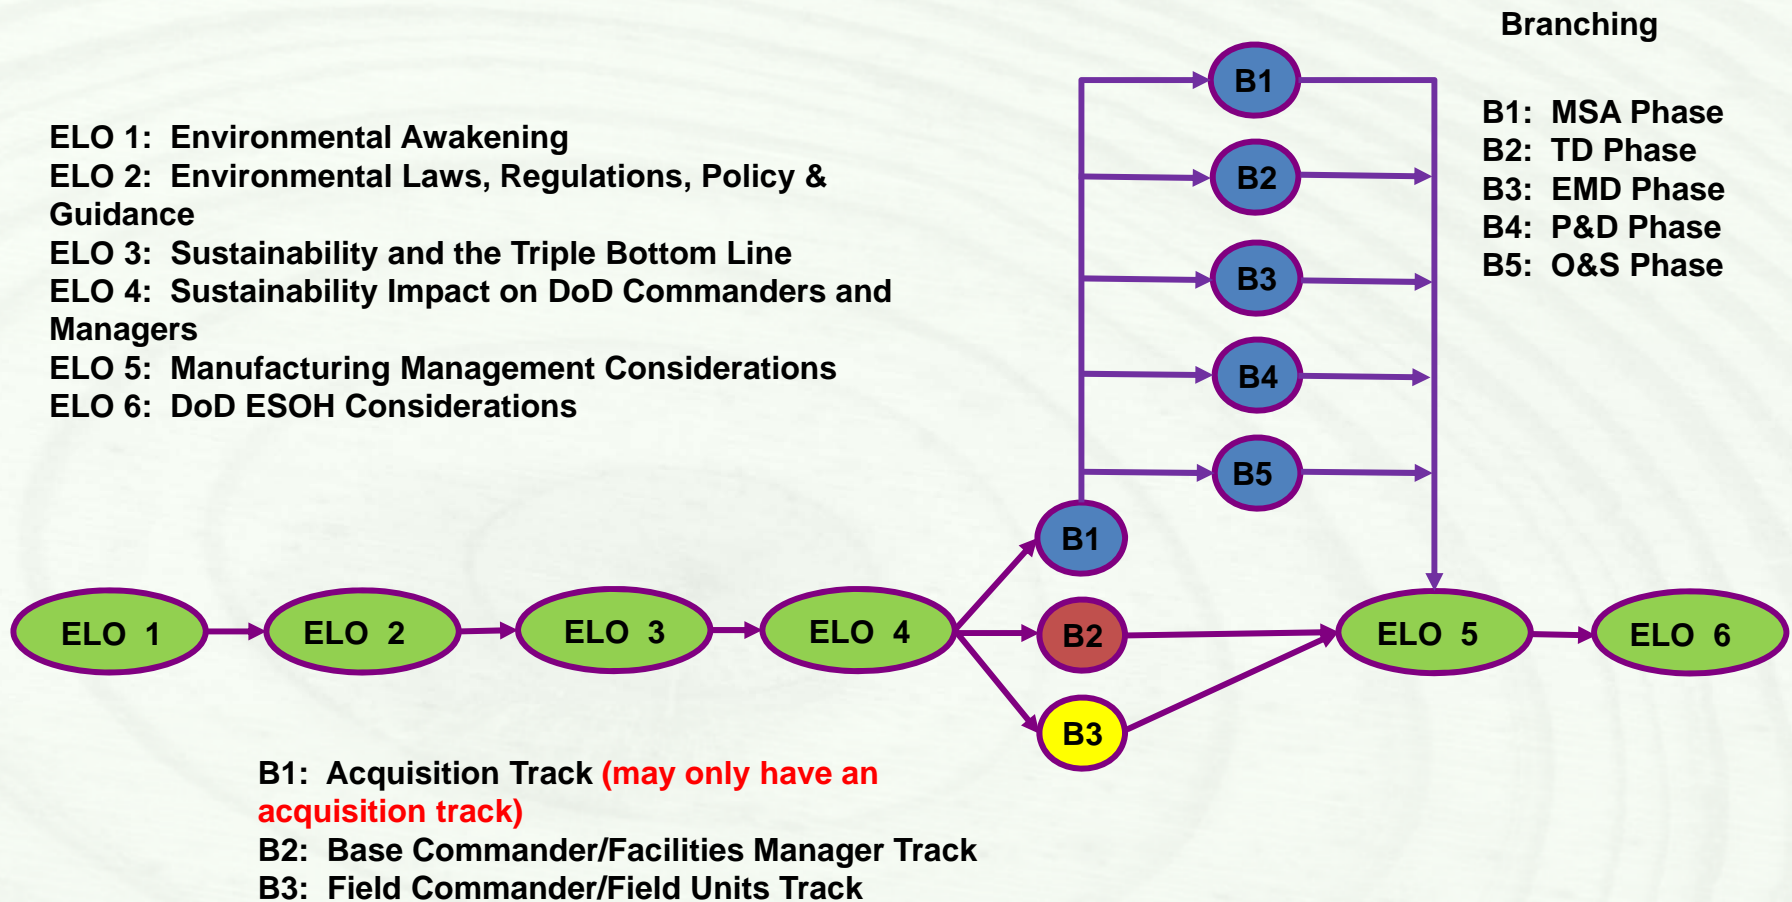 Branching
B1:  MSA Phase
B2:  TD Phase
B3:  EMD Phase
B4:  P&D Phase
B5:  O&S Phase
ELO 1:  Environmental Awakening
ELO 2:  Environmental Laws, Regulations, Policy &
Guidance
ELO 3:  Sustainability and the Triple Bottom Line
ELO 4:  Sustainability Impact on DoD Commanders and
Managers
ELO 5:  Manufacturing Management Considerations
ELO 6:  DoD ESOH Considerations
B1
B2
B3
B4
B5
B1
ELO  1
ELO  2
ELO  3
ELO  4
B2
ELO  5
ELO  6
B3
B1:  Acquisition Track (may only have an
acquisition track)
B2:  Base Commander/Facilities Manager Track
B3:  Field Commander/Field Units Track